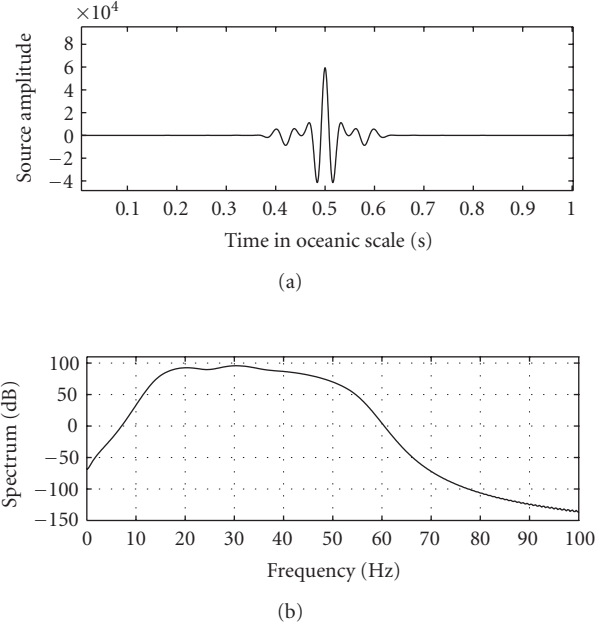 ×10⁴
8
6
4
2
0
−2
−4
Source amplitude
0.1 0.2 0.3 0.4 0.5 0.6 0.7 0.8 0.9 1
Time in oceanic scale (s)
(a)
100
50
0
−50
−100
−150
Spectrum (dB)
0 10 20 30 40 50 60 70 80 90 100
Frequency (Hz)
(b)